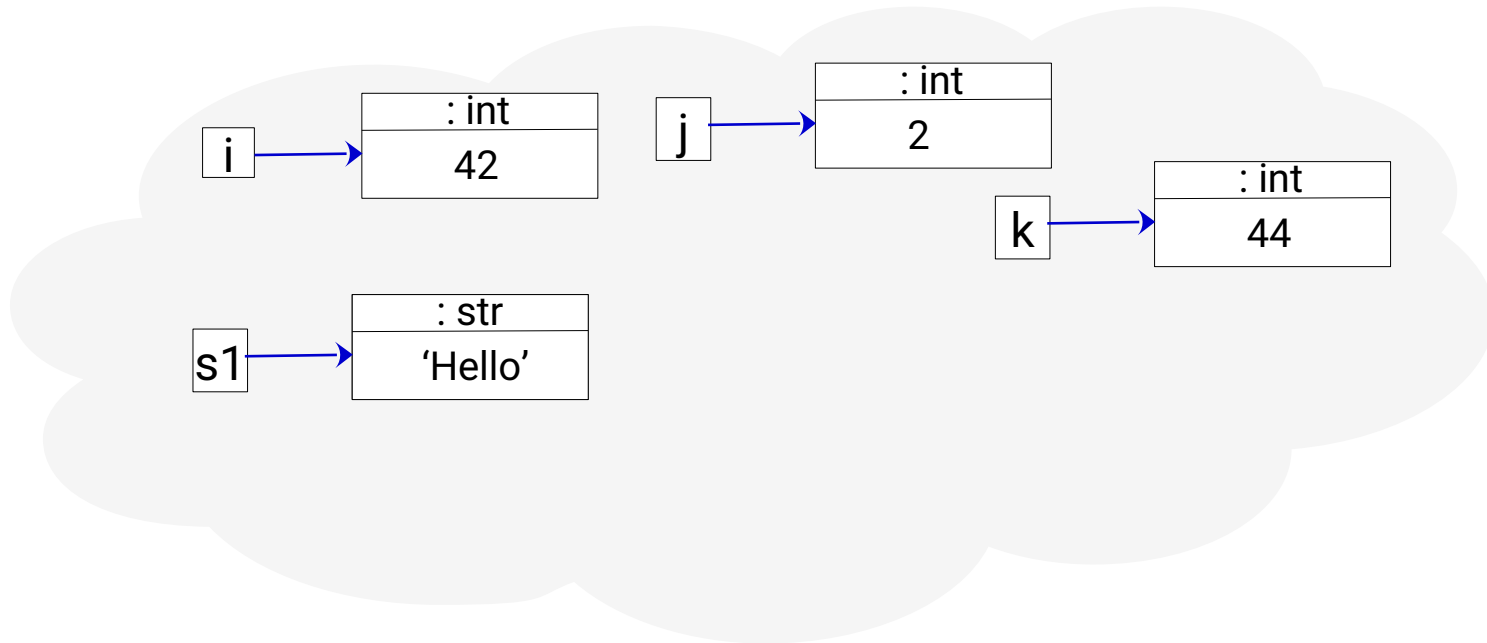 : int
i
42
: int
j
2
: int
k
44
: str
s1
‘Hello’